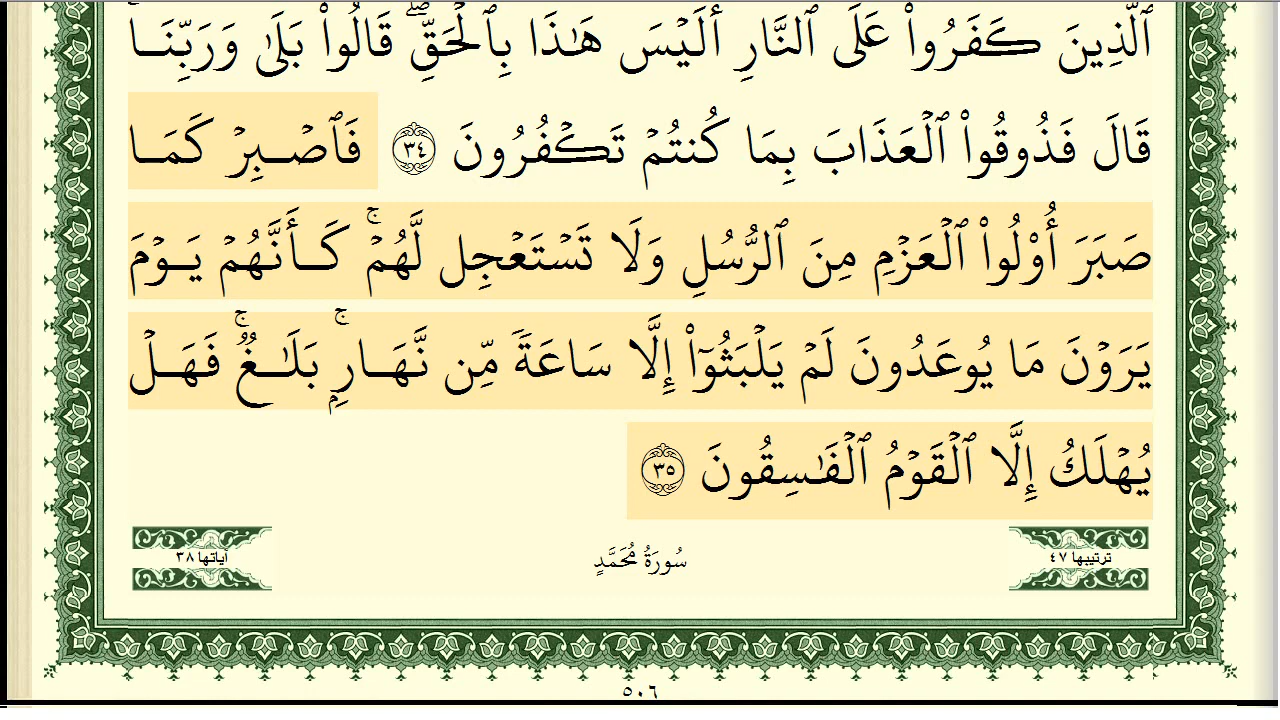 ٱلَّذِينَ كَفَرُوا۟ عَلَى ٱلنَّارِ أَلَيْسَ هَـٰذَا بِٱلْحَقِّ ۖ قَالُوا۟ بَلَىٰ وَرَبِّنَا
قَالَ فَذُوقُوا۟ ٱلْعَذَابَ بِمَا كُنتُمْ تَكْفُرُونَ ٣٤ فَٱصْبِرْ كَمَا
صَبَرَ أُو۟لُوا۟ ٱلْعَزْمِ مِنَ ٱلرُّسُلِ وَلَا تَسْتَعْجِل لَّهُمْ ۚ كَأَنَّهُمْ يَوْمَ
يَرَوْنَ مَا يُوعَدُونَ لَمْ يَلْبَثُوٓا۟ إِلَّا سَاعَةً مِّن نَّهَارٍۭ ۚ بَلَـٰغٌ ۚ فَهَلْ
يُهْلَكُ إِلَّا ٱلْقَوْمُ ٱلْفَـٰسِقُونَ ٣٥
ترتيبها ٤٧ سُورَةُ مُحَمَّدٍ آياتها ٣٨
٥٠٦